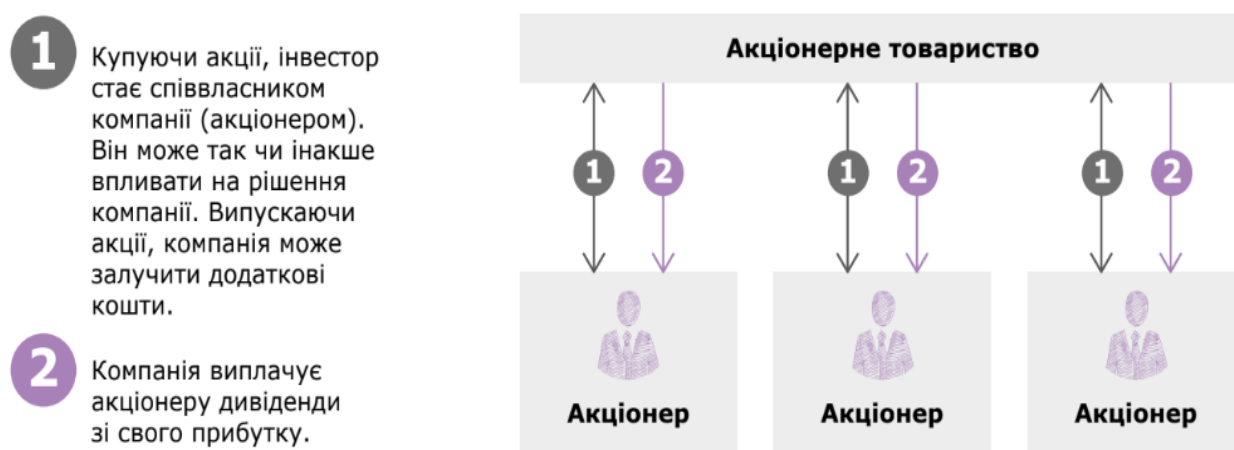 1
Купуючи акції, інвестор
стає співвласником
компанії (акціонером).
Він може так чи інакше
впливати на рішення
компанії. Випускаючи
акції, компанія може
залучити додаткові
кошти.
2
Компанія виплачує
акціонеру дивіденди
зі свого прибутку.
Акціонерне товариство
1 2 1 2 1 2
Акціонер Акціонер Акціонер